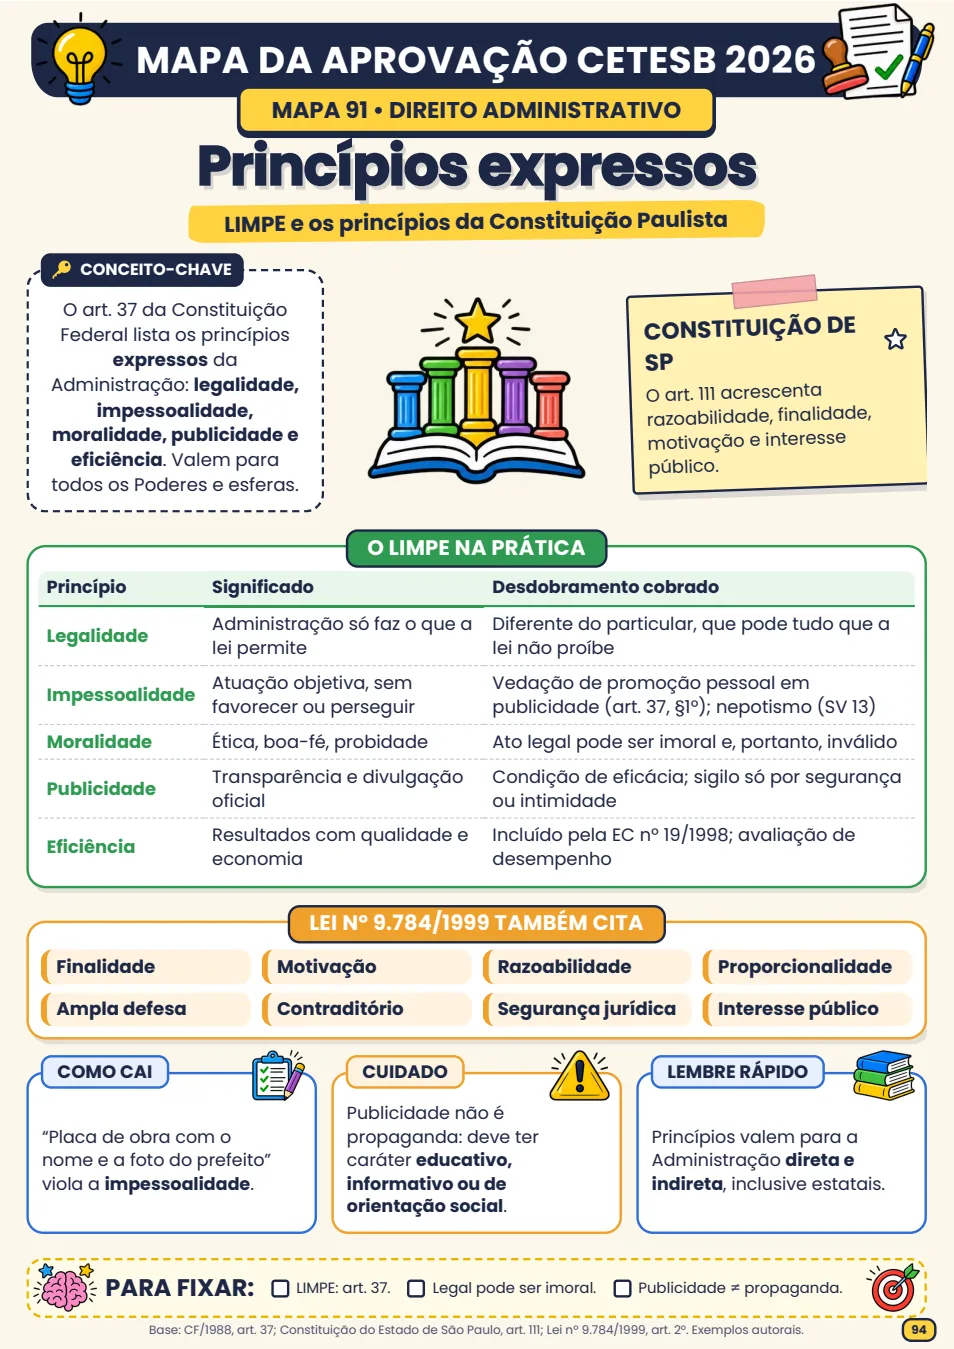 MAPA DA APROVAÇÃO CETESB 2026
MAPA 91 • DIREITO ADMINISTRATIVO
Princípios expressos
LIMPE e os princípios da Constituição Paulista
CONCEITO-CHAVE
O art. 37 da Constituição
Federal lista os princípios
expressos da
Administração: legalidade,
impessoalidade,
moralidade, publicidade e
eficiência. Valem para
todos os Poderes e esferas.
CONSTITUIÇÃO DE
SP
O art. 111 acrescenta
razoabilidade, finalidade,
motivação e interesse
público.
O LIMPE NA PRÁTICA
Princípio Significado Desdobramento cobrado
Legalidade
Administração só faz o que a
lei permite
Diferente do particular, que pode tudo que a
lei não proíbe
Impessoalidade
Atuação objetiva, sem
favorecer ou perseguir
Vedação de promoção pessoal em
publicidade (art. 37, §1º); nepotismo (SV 13)
Moralidade
Ética, boa-fé, probidade
Ato legal pode ser imoral e, portanto, inválido
Publicidade
Transparência e divulgação
oficial
Condição de eficácia; sigilo só por segurança
ou intimidade
Eficiência
Resultados com qualidade e
economia
Incluído pela EC nº 19/1998; avaliação de
desempenho
LEI Nº 9.784/1999 TAMBÉM CITA
Finalidade Motivação Razoabilidade Proporcionalidade
Ampla defesa Contraditório Segurança jurídica Interesse público
COMO CAI
“Placa de obra com o
nome e a foto do prefeito”
viola a impessoalidade.
CUIDADO
Publicidade não é
propaganda: deve ter
caráter educativo,
informativo ou de
orientação social.
LEMBRE RÁPIDO
Princípios valem para a
Administração direta e
indireta, inclusive estatais.
PARA FIXAR: LIMPE: art. 37. Legal pode ser imoral. Publicidade ≠ propaganda.
Base: CF/1988, art. 37; Constituição do Estado de São Paulo, art. 111; Lei nº 9.784/1999, art. 2º. Exemplos autorais.
94